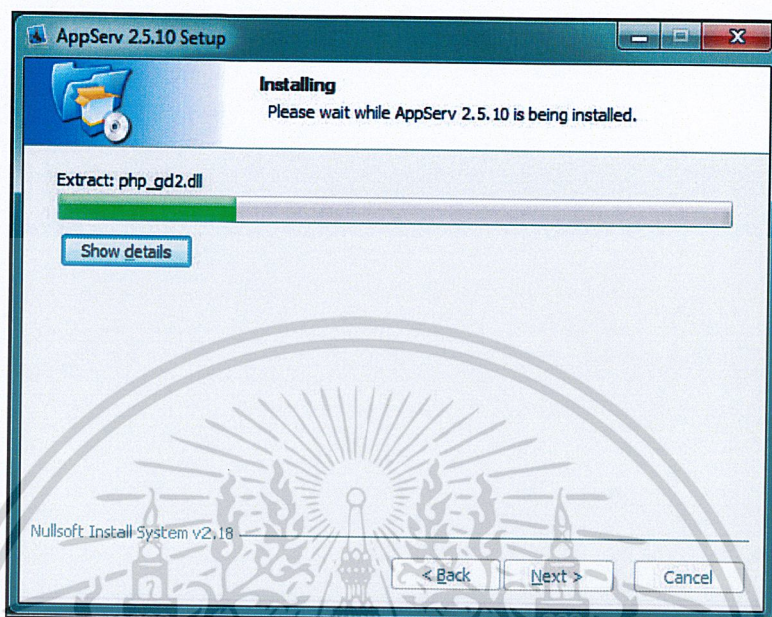 AppServ 2.5.10 Setup
Installing
Please wait while AppServ 2.5.10 is being installed.
Extract: php_gd2.dll
Show details
Nullsoft Install System v2.18
< Back Next > Cancel